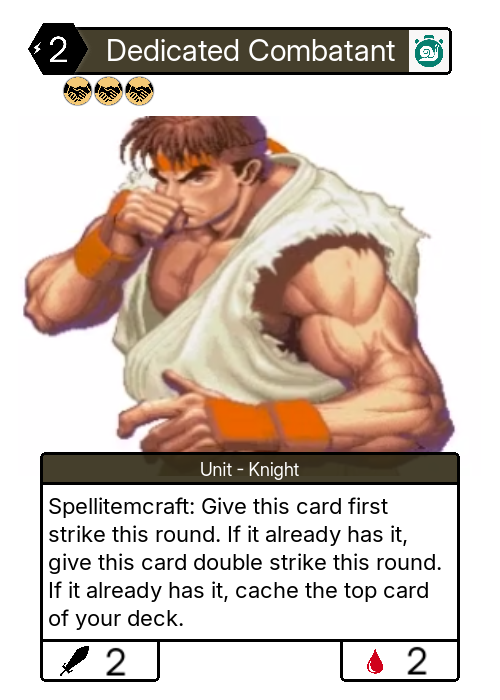 2 Dedicated Combatant
Unit - Knight
Spellitemcraft: Give this card first
strike this round. If it already has it,
give this card double strike this round.
If it already has it, cache the top card
of your deck.
2 2